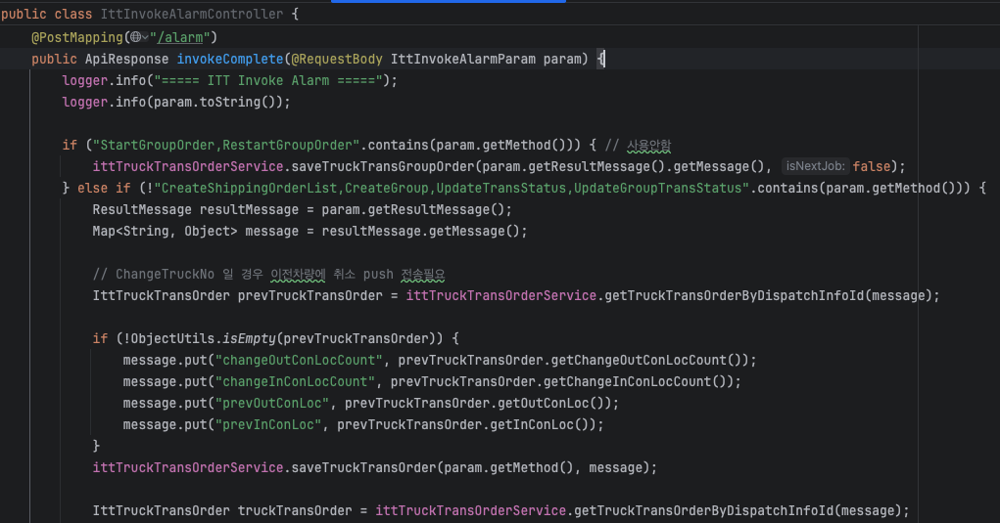 public class IttInvokeAlarmController {
@PostMapping("/alarm")
public ApiResponse invokeComplete(@RequestBody IttInvokeAlarmParam param) {
logger.info("===== ITT Invoke Alarm =====");
logger.info(param.toString());
if ("StartGroupOrder,RestartGroupOrder".contains(param.getMethod())) { // 사용안함
ittTruckTransOrderService.saveTruckTransGroupOrder(param.getResultMessage().getMessage(), isNextJob: false);
} else if (!"CreateShippingOrderList,CreateGroup,UpdateTransStatus,UpdateGroupTransStatus".contains(param.getMethod())) {
ResultMessage resultMessage = param.getResultMessage();
Map<String, Object> message = resultMessage.getMessage();
// ChangeTruckNo 일 경우 이전차량에 취소 push 전송필요
IttTruckTransOrder prevTruckTransOrder = ittTruckTransOrderService.getTruckTransOrderByDispatchInfoId(message);
if (!ObjectUtils.isEmpty(prevTruckTransOrder)) {
message.put("changeOutConLocCount", prevTruckTransOrder.getChangeOutConLocCount());
message.put("changeInConLocCount", prevTruckTransOrder.getChangeInConLocCount());
message.put("prevOutConLoc", prevTruckTransOrder.getOutConLoc());
message.put("prevInConLoc", prevTruckTransOrder.getInConLoc());
}
ittTruckTransOrderService.saveTruckTransOrder(param.getMethod(), message);
IttTruckTransOrder truckTransOrder = ittTruckTransOrderService.getTruckTransOrderByDispatchInfoId(message);